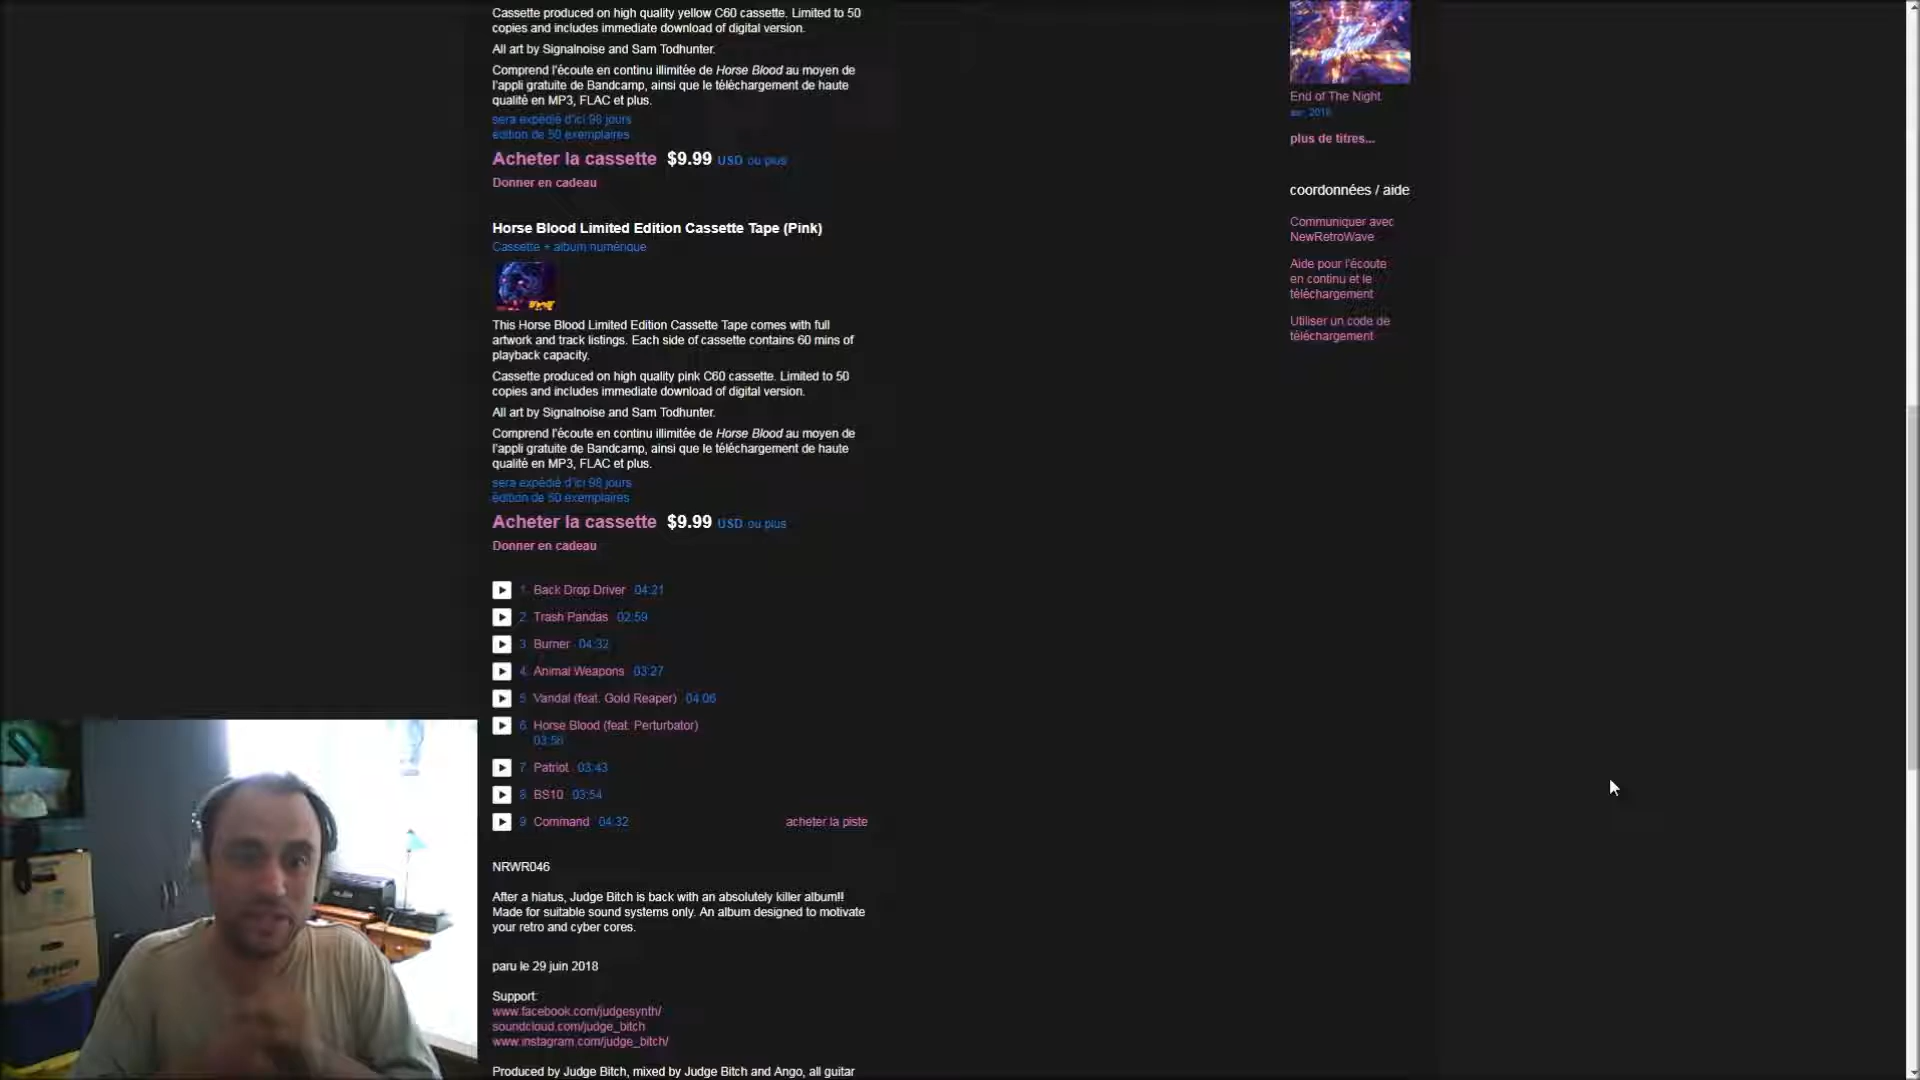 Cassette produced on high quality yellow C60 cassette. Limited to 50
copies and includes immediate download of digital version.
All art by Signalnoise and Sam Todhunter.
Comprend l'écoute en continu illimitée de Horse Blood au moyen de
l'appli gratuite de Bandcamp, ainsi que le téléchargement de haute
qualité en MP3, FLAC et plus.
sera expédié d'ici 98 jours
édition de 50 exemplaires
Acheter la cassette $9.99 USD ou plus
Donner en cadeau
Horse Blood Limited Edition Cassette Tape (Pink)
Cassette + album numérique
This Horse Blood Limited Edition Cassette Tape comes with full
artwork and track listings. Each side of cassette contains 60 mins of
playback capacity.
Cassette produced on high quality pink C60 cassette. Limited to 50
copies and includes immediate download of digital version.
All art by Signalnoise and Sam Todhunter.
Comprend l'écoute en continu illimitée de Horse Blood au moyen de
l'appli gratuite de Bandcamp, ainsi que le téléchargement de haute
qualité en MP3, FLAC et plus.
sera expédié d'ici 98 jours
édition de 50 exemplaires
Acheter la cassette $9.99 USD ou plus
Donner en cadeau
1. Back Drop Driver 04:21
2. Trash Pandas 02:59
3. Burner 04:32
4. Animal Weapons 03:27
5. Vandal (feat. Gold Reaper) 04:06
6. Horse Blood (feat. Perturbator)
03:56
7. Patriot 03:43
8. BS10 03:54
9. Command 04:32 acheter la piste
NRWR046
After a hiatus, Judge Bitch is back with an absolutely killer album!!
Made for suitable sound systems only. An album designed to motivate
your retro and cyber cores.
paru le 29 juin 2018
Support:
www.facebook.com/judgesynth/
soundcloud.com/judge_bitch
www.instagram.com/judge_bitch/
Produced by Judge Bitch, mixed by Judge Bitch and Ango, all guitar
End of The Night
2018
plus de titres...
coordonnées / aide
Communiquer avec
NewRetroWave
Aide pour l'écoute
en continu et le
téléchargement
Utiliser un code de
téléchargement